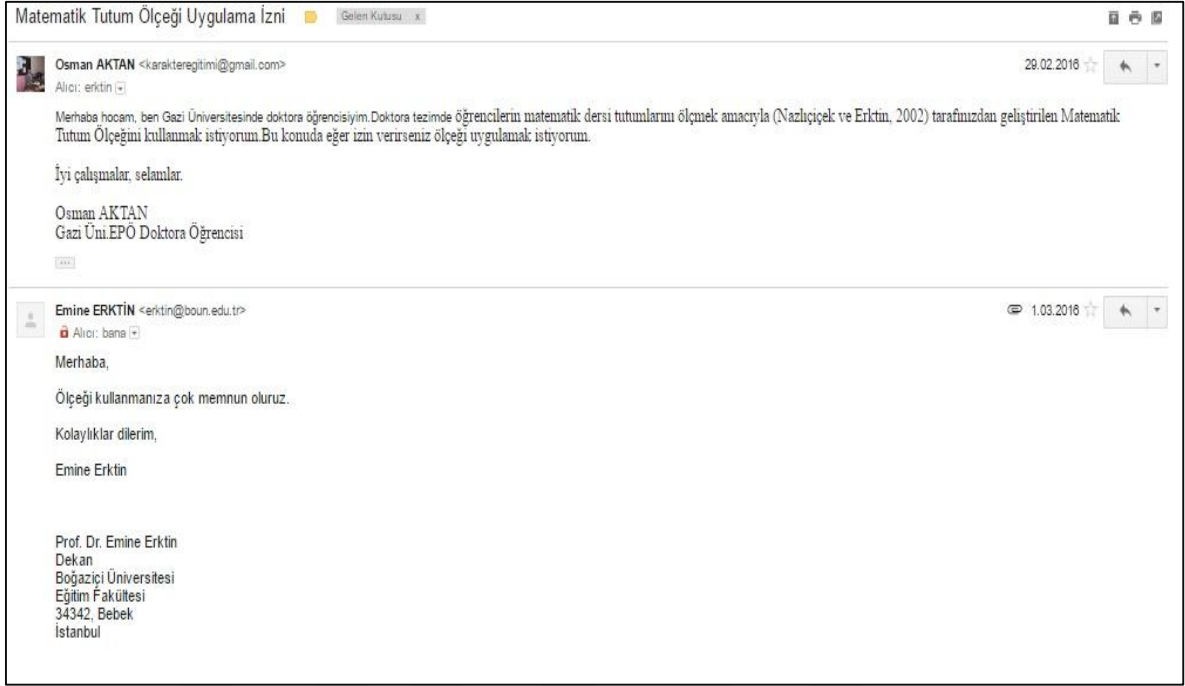 Matematik Tutum Ölçeği Uygulama İzni
Gelen Kutusu x
Osman AKTAN <karakteregitimi@gmail.com>
29.02.2016
Alıcı: erktin
Merhaba hocam, ben Gazi Üniversitesinde doktora öğrencisiyim.Doktora tezimde öğrencilerin matematik dersi tutumlarını ölçmek amacıyla (Nazlıçiçek ve Erktin, 2002) tarafınızdan geliştirilen Matematik
Tutum Ölçeğini kullanmak istiyorum.Bu konuda eğer izin verirseniz ölçeği uygulamak istiyorum.
İyi çalışmalar, selamlar.
Osman AKTAN
Gazi Üni.EPÖ Doktora Öğrencisi
Emine ERKTİN <erktin@boun.edu.tr>
1.03.2016
Alıcı: bana
Merhaba,
Ölçeği kullanmanıza çok memnun oluruz.
Kolaylıklar dilerim,
Emine Erktin
Prof. Dr. Emine Erktin
Dekan
Boğaziçi Üniversitesi
Eğitim Fakültesi
34342, Bebek
İstanbul